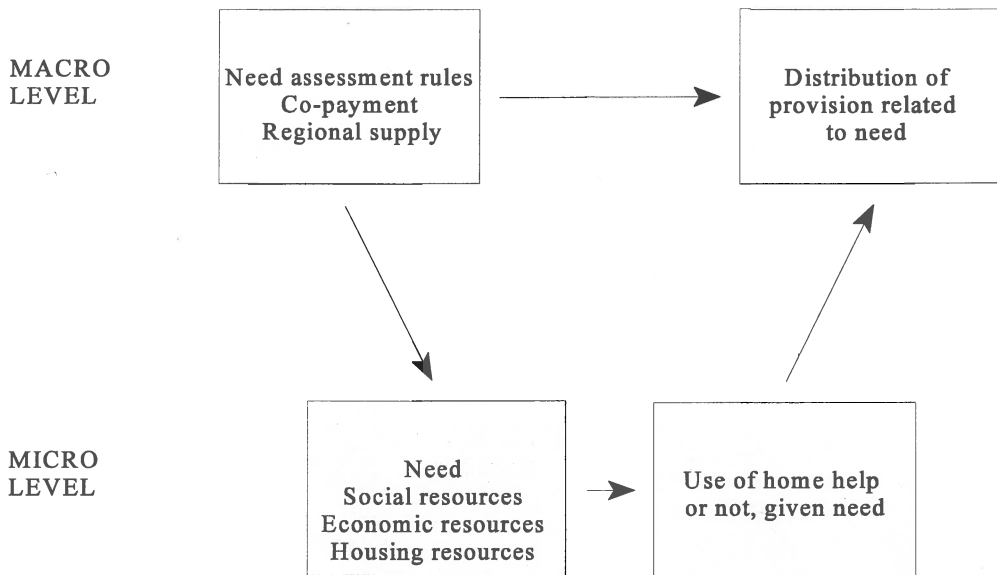 MACRO
LEVEL
Need assessment rules
Co-payment
Regional supply
Distribution of
provision related
to need
MICRO
LEVEL
Need
Social resources
Economic resources
Housing resources
Use of home help
or not, given need